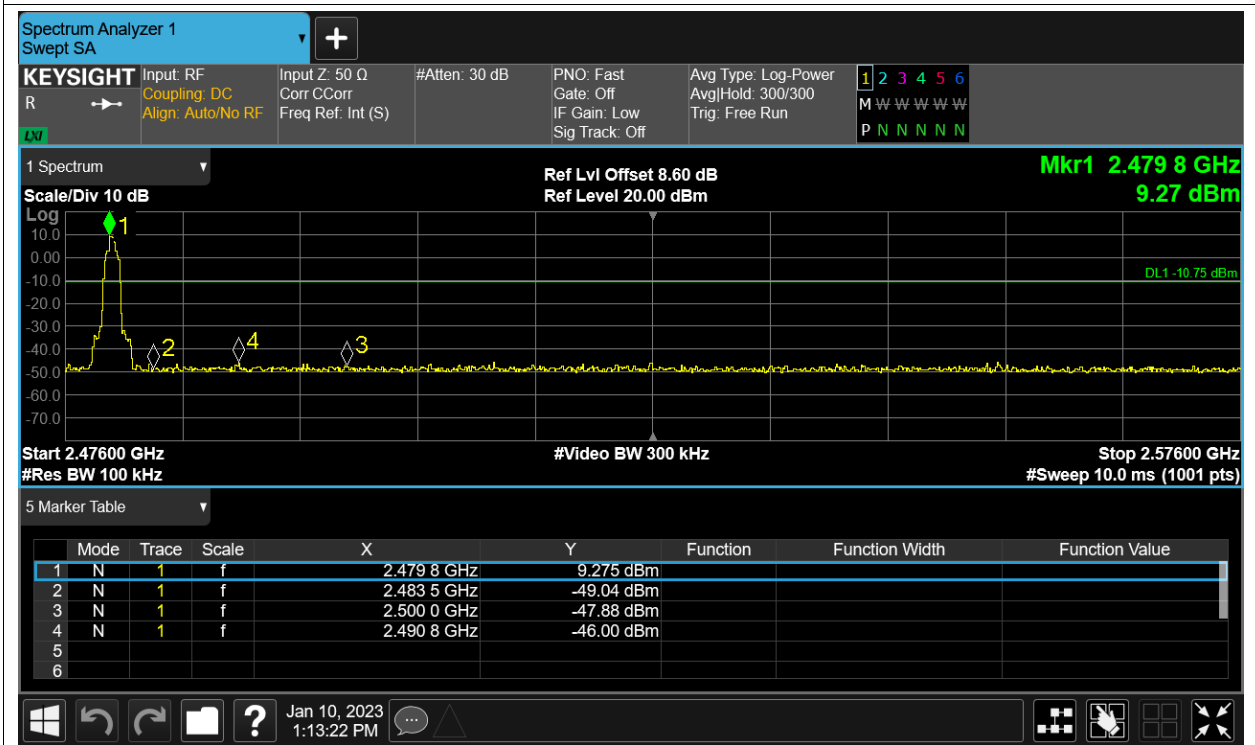 Spectrum Analyzer 1
Swept SA
+
KEYSIGHT Input: RF Input Z: 50 Ω #Atten: 30 dB PNO: Fast Avg Type: Log-Power 1 2 3 4 5 6
R Coupling: DC Corr CCorr Gate: Off Avg|Hold: 300/300 M W W W W W
Align: Auto/No RF Freq Ref: Int (S) IF Gain: Low Trig: Free Run
LXI Sig Track: Off P N N N N N
1 Spectrum Ref Lvl Offset 8.60 dB Mkr1 2.479 8 GHz
Scale/Div 10 dB Ref Level 20.00 dBm 9.27 dBm
Log
1
10.0
0.00
DL1 -10.75 dBm
-10.0
-20.0
-30.0
2 4 3
-40.0
-50.0
-60.0
-70.0
Start 2.47600 GHz #Video BW 300 kHz Stop 2.57600 GHz
#Res BW 100 kHz #Sweep 10.0 ms (1001 pts)
5 Marker Table
Mode Trace Scale X Y Function Function Width Function Value
1 N 1 f 2.479 8 GHz 9.275 dBm
2 N 1 f 2.483 5 GHz -49.04 dBm
3 N 1 f 2.500 0 GHz -47.88 dBm
4 N 1 f 2.490 8 GHz -46.00 dBm
5
6
? Jan 10, 2023
1:13:22 PM